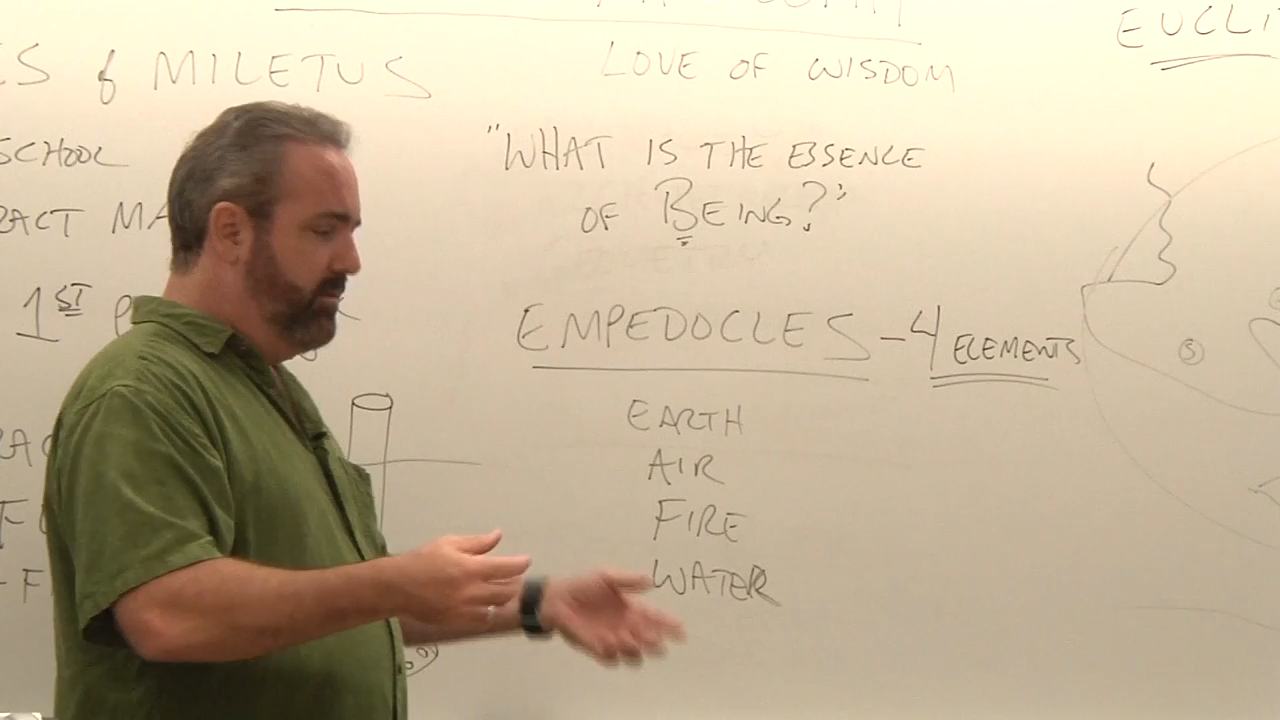 LOVE OF WISDOM
of MILETUS
SCHOOL
1ST
"WHAT IS THE ESSENCE
OF BEING?"
EMPEDOCLES - 4 ELEMENTS
EARTH
AIR
FIRE
WATER
EUCLI
S